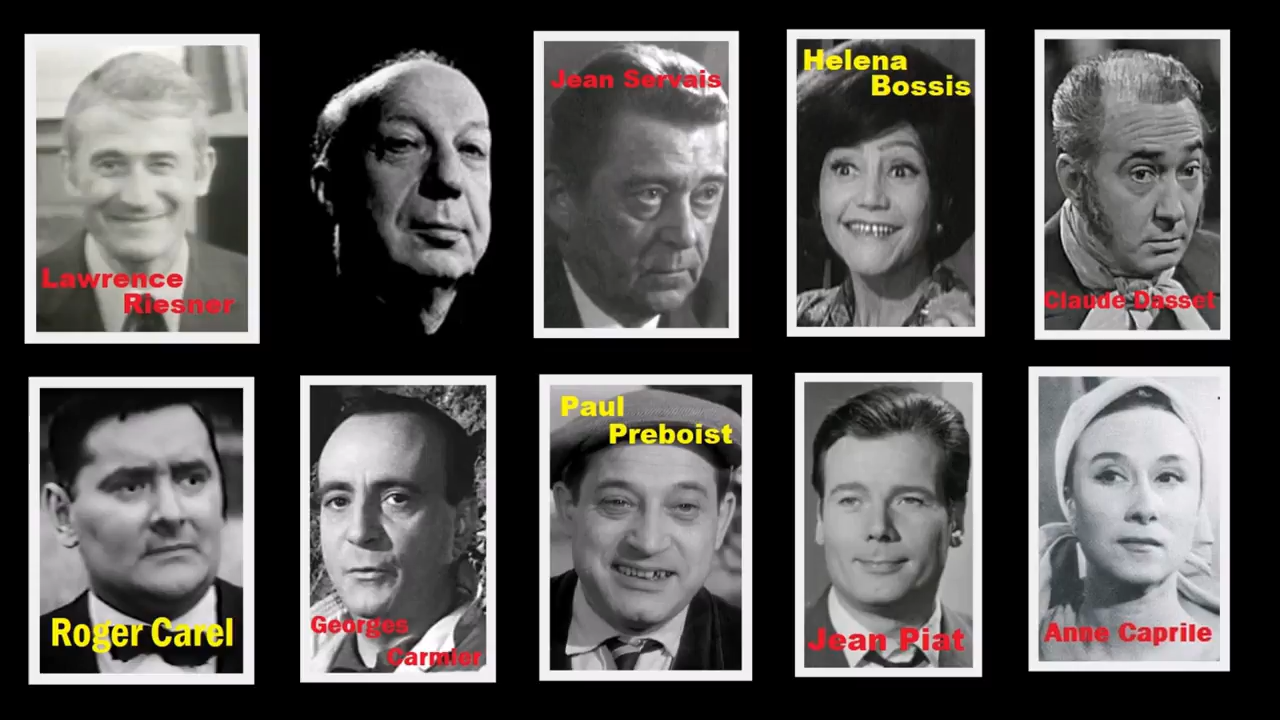 Lawrence
Riesner
Jean Servais
Helena
Bossis
Claude Dasset
Roger Carel
Georges
Carmier
Paul
Preboist
Jean Piat
Anne Caprile